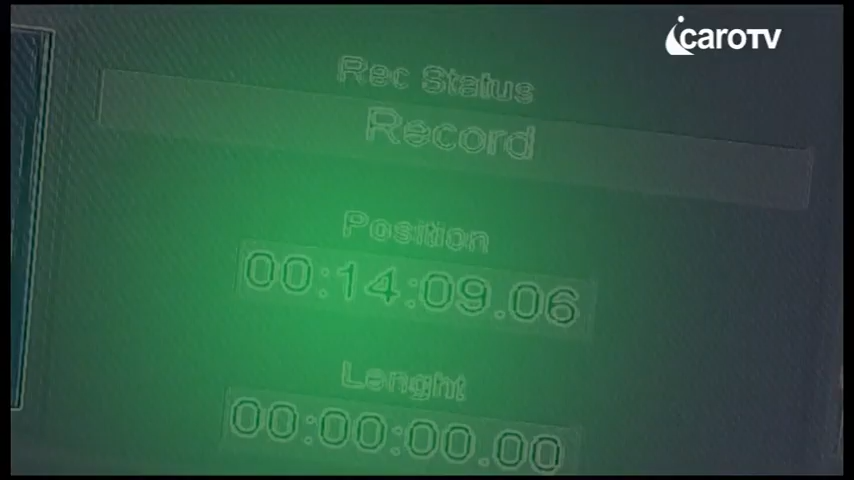 icaroTV
Rec Status
Record
Position
00:14:09.06
Lenght
00:00:00.00